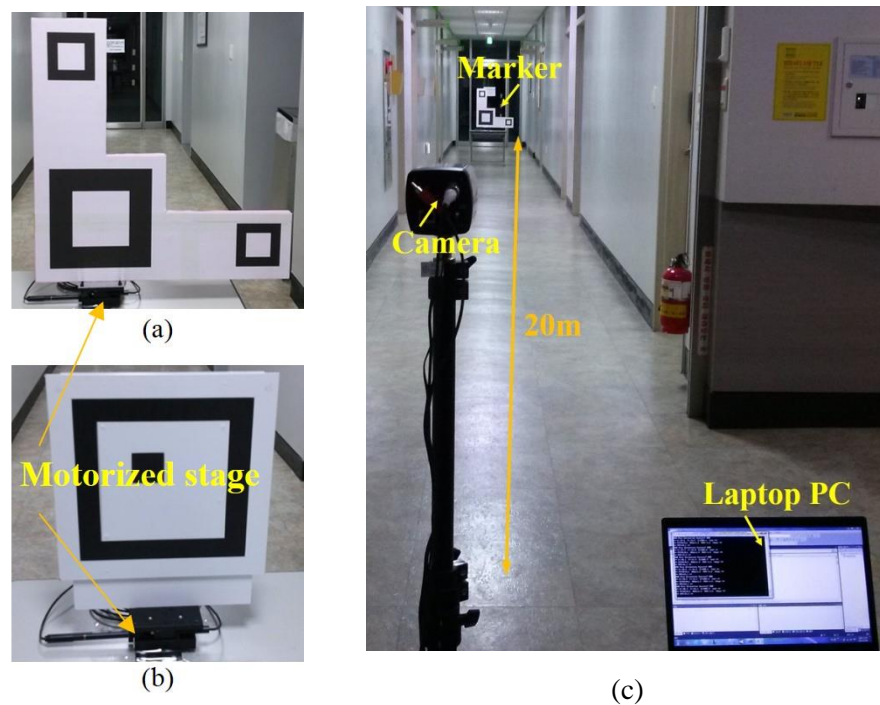 (a)
Motorized stage
(b)
Marker
Camera
20m
Laptop PC
(c)